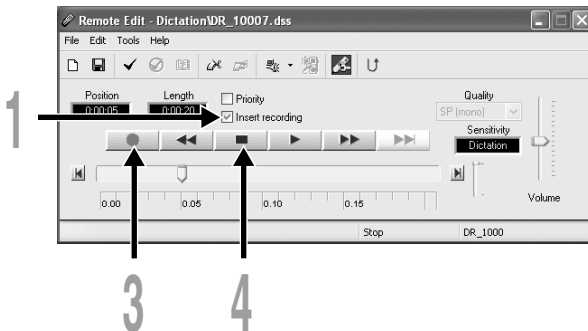 Remote Edit - Dictation\DR_10007.dss
File Edit Tools Help
Position Length Priority Quality
0:00:05 0:00:20 Insert recording SP (mono)
1
Sensitivity
Dictation
0.00 0.05 0.10 0.15 Volume
Stop DR_1000
3 4